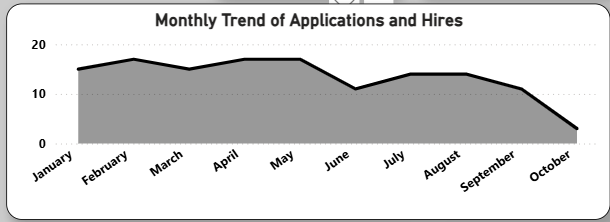 Monthly Trend of Applications and Hires
20
10
0
January
February
March
April
May
June
July
August
September
October